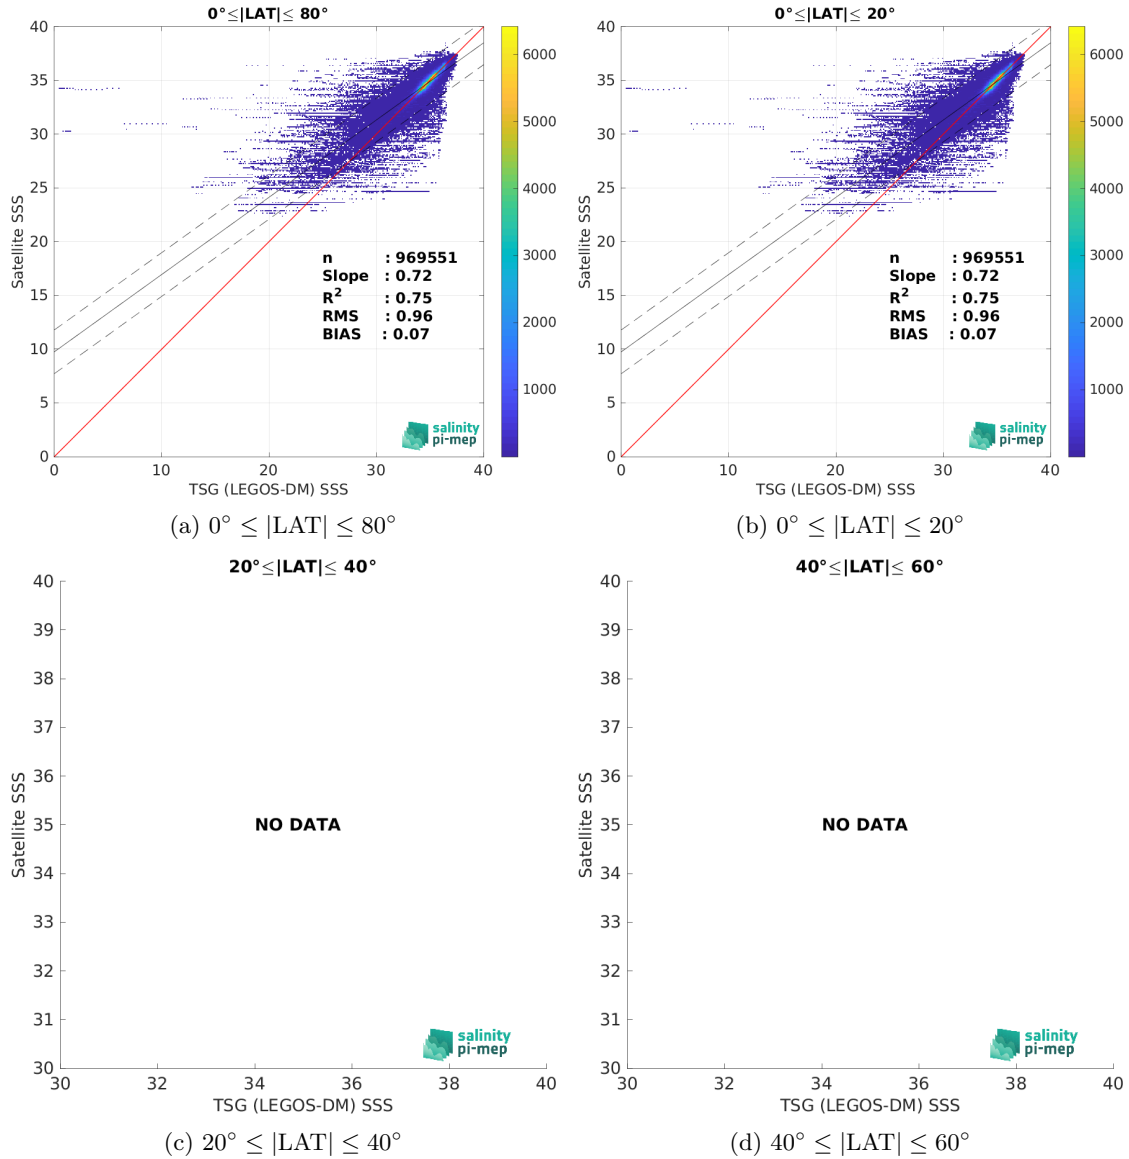 0°≤|LAT|≤ 80°
40
35
30
25
20
15
10
5
0
0
10
20
30
40
Satellite SSS
TSG (LEGOS-DM) SSS
n : 969551
Slope : 0.72
R² : 0.75
RMS : 0.96
BIAS : 0.07
salinity
pi-mep
6000
5000
4000
3000
2000
1000
(a) 0° ≤ |LAT| ≤ 80°
0°≤|LAT|≤ 20°
40
35
30
25
20
15
10
5
0
0
10
20
30
40
Satellite SSS
TSG (LEGOS-DM) SSS
n : 969551
Slope : 0.72
R² : 0.75
RMS : 0.96
BIAS : 0.07
salinity
pi-mep
6000
5000
4000
3000
2000
1000
(b) 0° ≤ |LAT| ≤ 20°
20°≤|LAT|≤ 40°
40
39
38
37
36
35
34
33
32
31
30
30
32
34
36
38
40
Satellite SSS
NO DATA
salinity
pi-mep
TSG (LEGOS-DM) SSS
(c) 20° ≤ |LAT| ≤ 40°
40°≤|LAT|≤ 60°
40
39
38
37
36
35
34
33
32
31
30
30
32
34
36
38
40
Satellite SSS
NO DATA
salinity
pi-mep
TSG (LEGOS-DM) SSS
(d) 40° ≤ |LAT| ≤ 60°